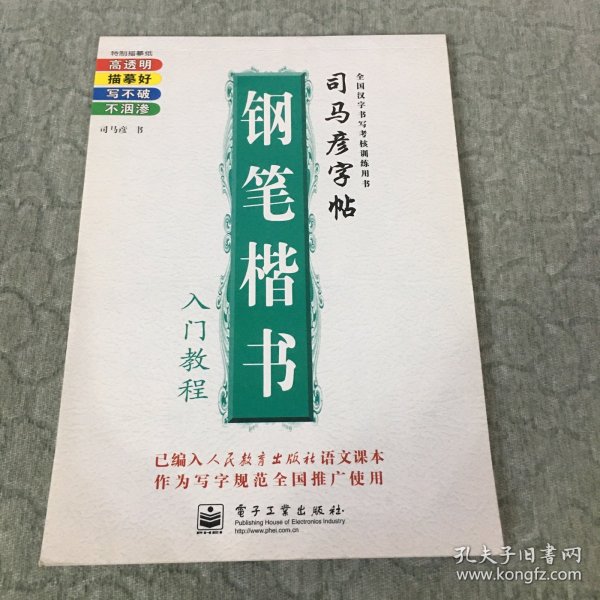 特制描摹纸
高透明
描摹好
写不破
不洇渗
司马彦 书
全国汉字书写考核训练用书
司马彦字帖
钢笔楷书
入门教程
已编入人民教育出版社语文课本
作为写字规范全国推广使用
PHEI
電子工業出版社
Publishing House of Electronics Industry
http://www.phei.com.cn
孔夫子旧书网
www.kongfz.com